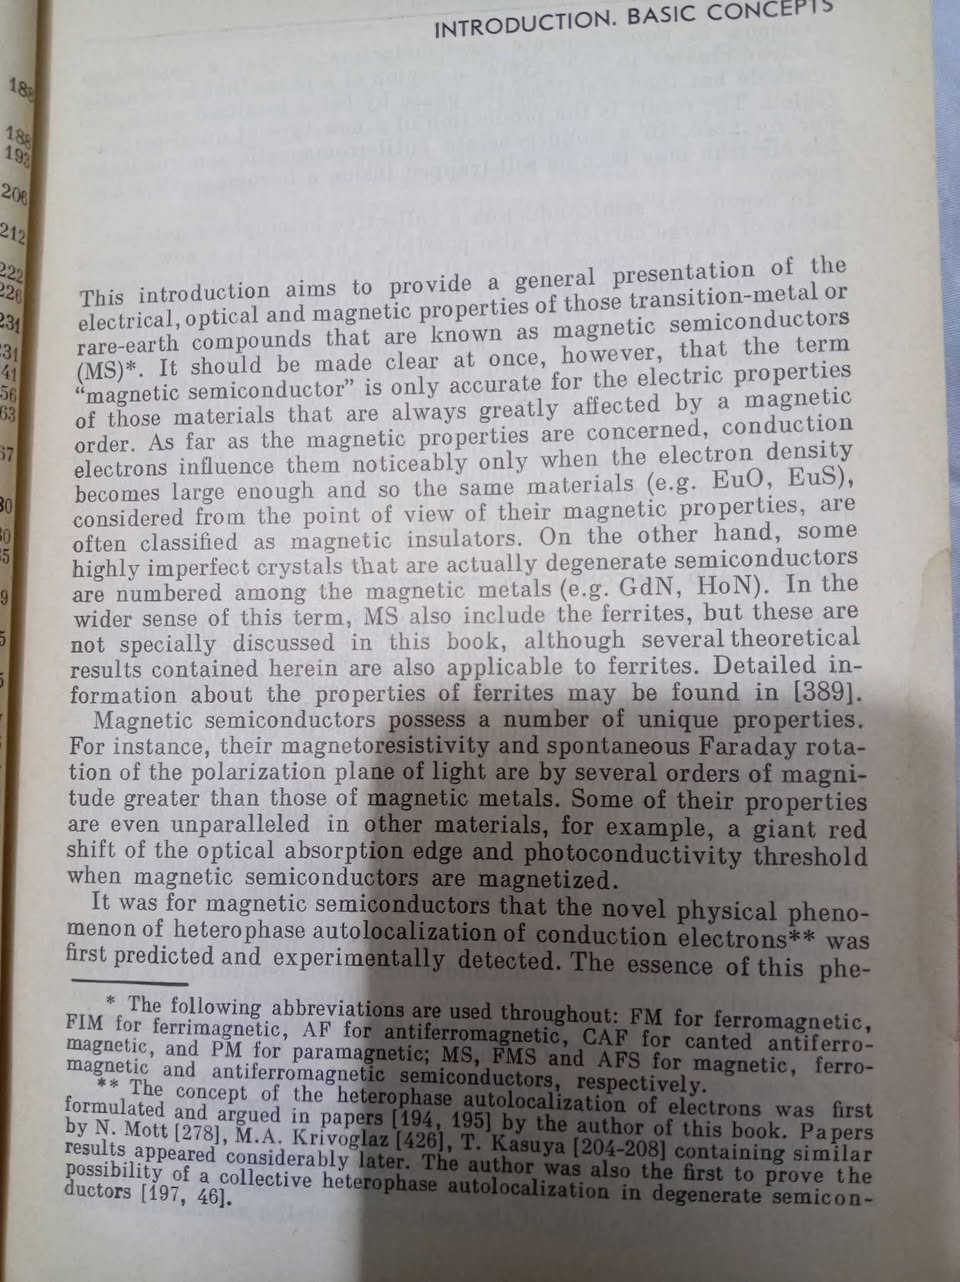 INTRODUCTION. BASIC CONCEPTS
188
188
193
206
212
222
226
231
This introduction aims to provide a general presentation of the
electrical, optical and magnetic properties of those transition-metal or
rare-earth compounds that are known as magnetic semiconductors
(MS)*. It should be made clear at once, however, that the term
“magnetic semiconductor” is only accurate for the electric properties
of those materials that are always greatly affected by a magnetic
order. As far as the magnetic properties are concerned, conduction
electrons influence them noticeably only when the electron density
becomes large enough and so the same materials (e.g. EuO, EuS),
considered from the point of view of their magnetic properties, are
often classified as magnetic insulators. On the other hand, some
highly imperfect crystals that are actually degenerate semiconductors
are numbered among the magnetic metals (e.g. GdN, HoN). In the
wider sense of this term, MS also include the ferrites, but these are
not specially discussed in this book, although several theoretical
results contained herein are also applicable to ferrites. Detailed in-
formation about the properties of ferrites may be found in [389].
Magnetic semiconductors possess a number of unique properties.
For instance, their magnetoresistivity and spontaneous Faraday rota-
tion of the polarization plane of light are by several orders of magni-
tude greater than those of magnetic metals. Some of their properties
are even unparalleled in other materials, for example, a giant red
shift of the optical absorption edge and photoconductivity threshold
when magnetic semiconductors are magnetized.
It was for magnetic semiconductors that the novel physical pheno-
menon of heterophase autolocalization of conduction electrons** was
first predicted and experimentally detected. The essence of this phe-
* The following abbreviations are used throughout: FM for ferromagnetic,
FIM for ferrimagnetic, AF for antiferromagnetic, CAF for canted antiferro-
magnetic, and PM for paramagnetic; MS, FMS and AFS for magnetic, ferro-
magnetic and antiferromagnetic semiconductors, respectively.
** The concept of the heterophase autolocalization of electrons was first
formulated and argued in papers [194, 195] by the author of this book. Papers
by N. Mott [278], M.A. Krivoglaz [426], T. Kasuya [204-208] containing similar
results appeared considerably later. The author was also the first to prove the
possibility of a collective heterophase autolocalization in degenerate semicon-
ductors [197, 46].